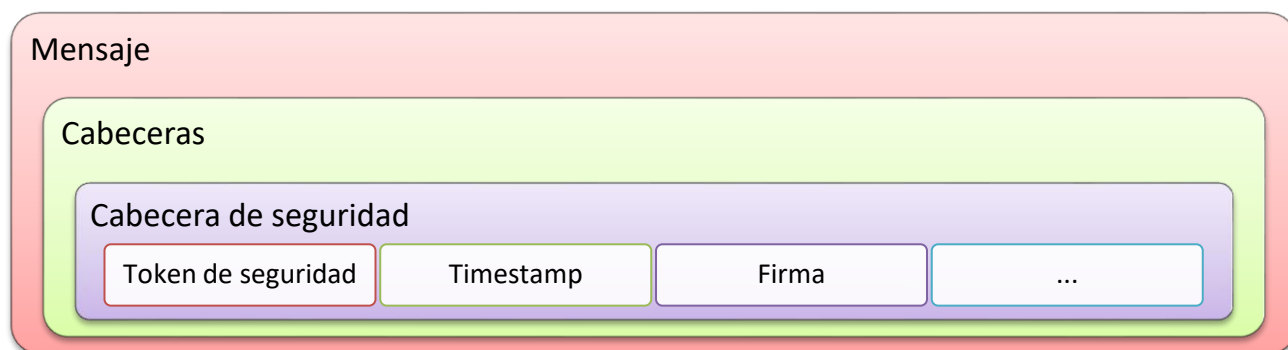 Mensaje
Cabeceras
Cabecera de seguridad
Token de seguridad Timestamp Firma ...